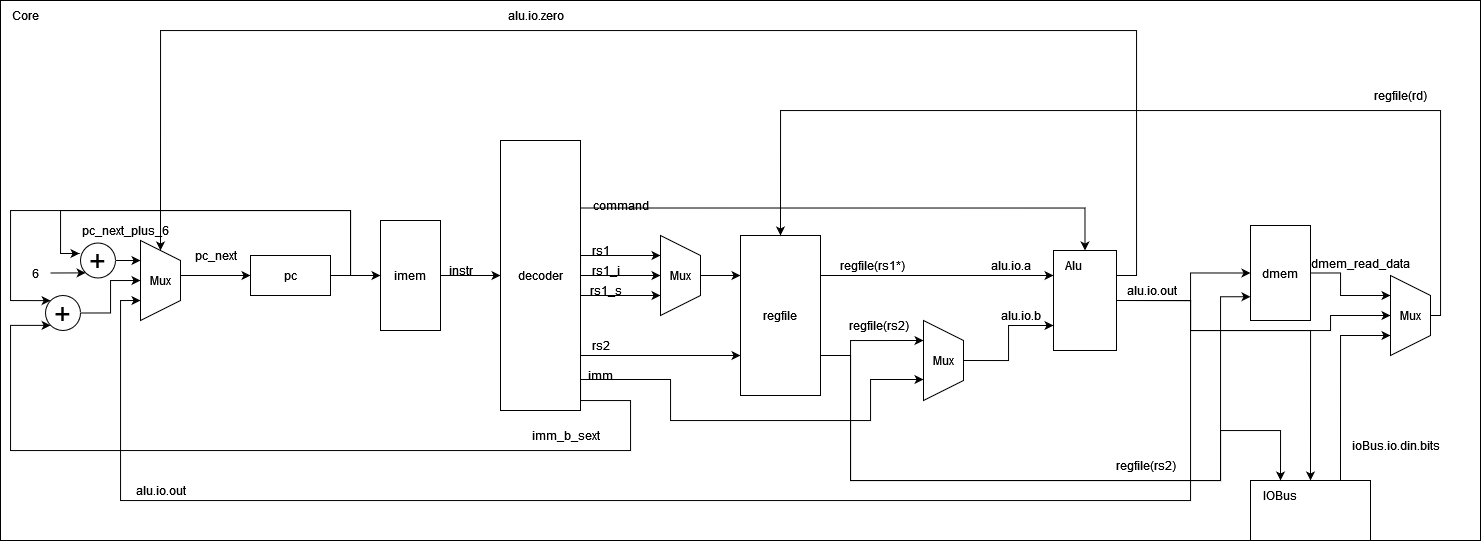 Core
alu.io.zero
regfile(rd)
command
pc_next_plus_6
pc_next
6
Mux
pc
imem
instr
decoder
rs1
rs1_i
rs1_s
Mux
rs2
imm
imm_b_sext
regfile
regfile(rs1*)
alu.io.a
Alu
alu.io.b
regfile(rs2)
Mux
alu.io.out
dmem
dmem_read_data
Mux
ioBus.io.din.bits
regfile(rs2)
alu.io.out
IOBus